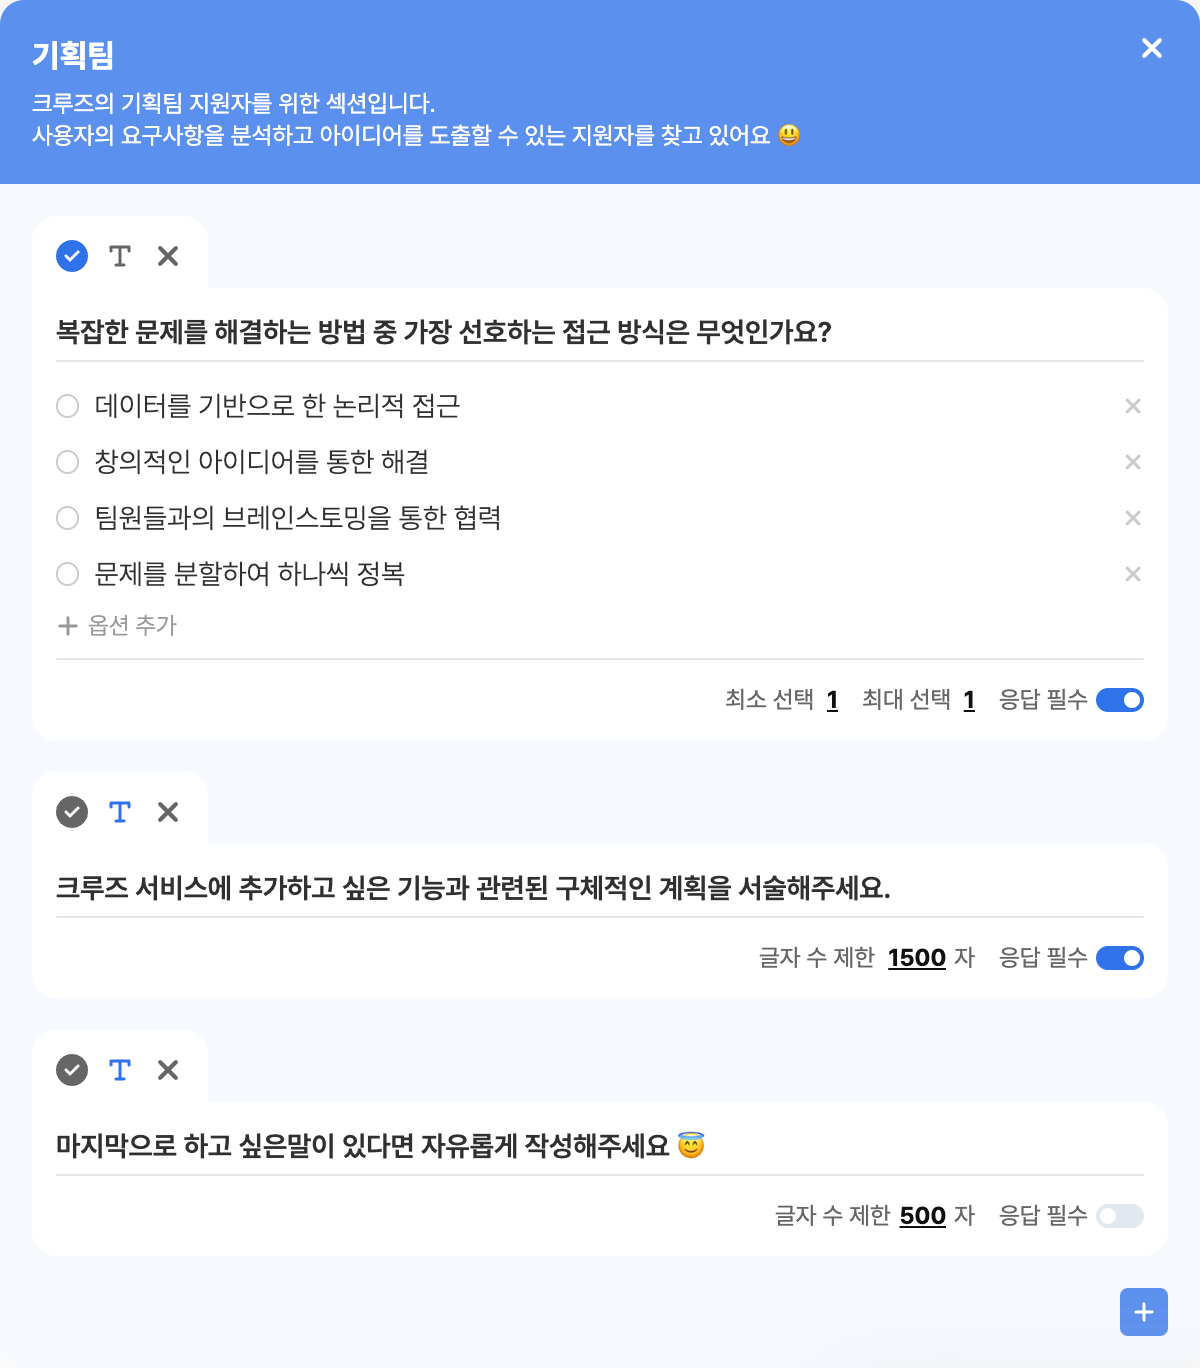 기획팀
크루즈의 기획팀 지원자를 위한 섹션입니다.
사용자의 요구사항을 분석하고 아이디어를 도출할 수 있는 지원자를 찾고 있어요 😃
복잡한 문제를 해결하는 방법 중 가장 선호하는 접근 방식은 무엇인가요?
데이터를 기반으로 한 논리적 접근
창의적인 아이디어를 통한 해결
팀원들과의 브레인스토밍을 통한 협력
문제를 분할하여 하나씩 정복
옵션 추가
최소 선택 1 최대 선택 1 응답 필수
크루즈 서비스에 추가하고 싶은 기능과 관련된 구체적인 계획을 서술해주세요.
글자 수 제한 1500 자 응답 필수
마지막으로 하고 싶은말이 있다면 자유롭게 작성해주세요 😇
글자 수 제한 500 자 응답 필수